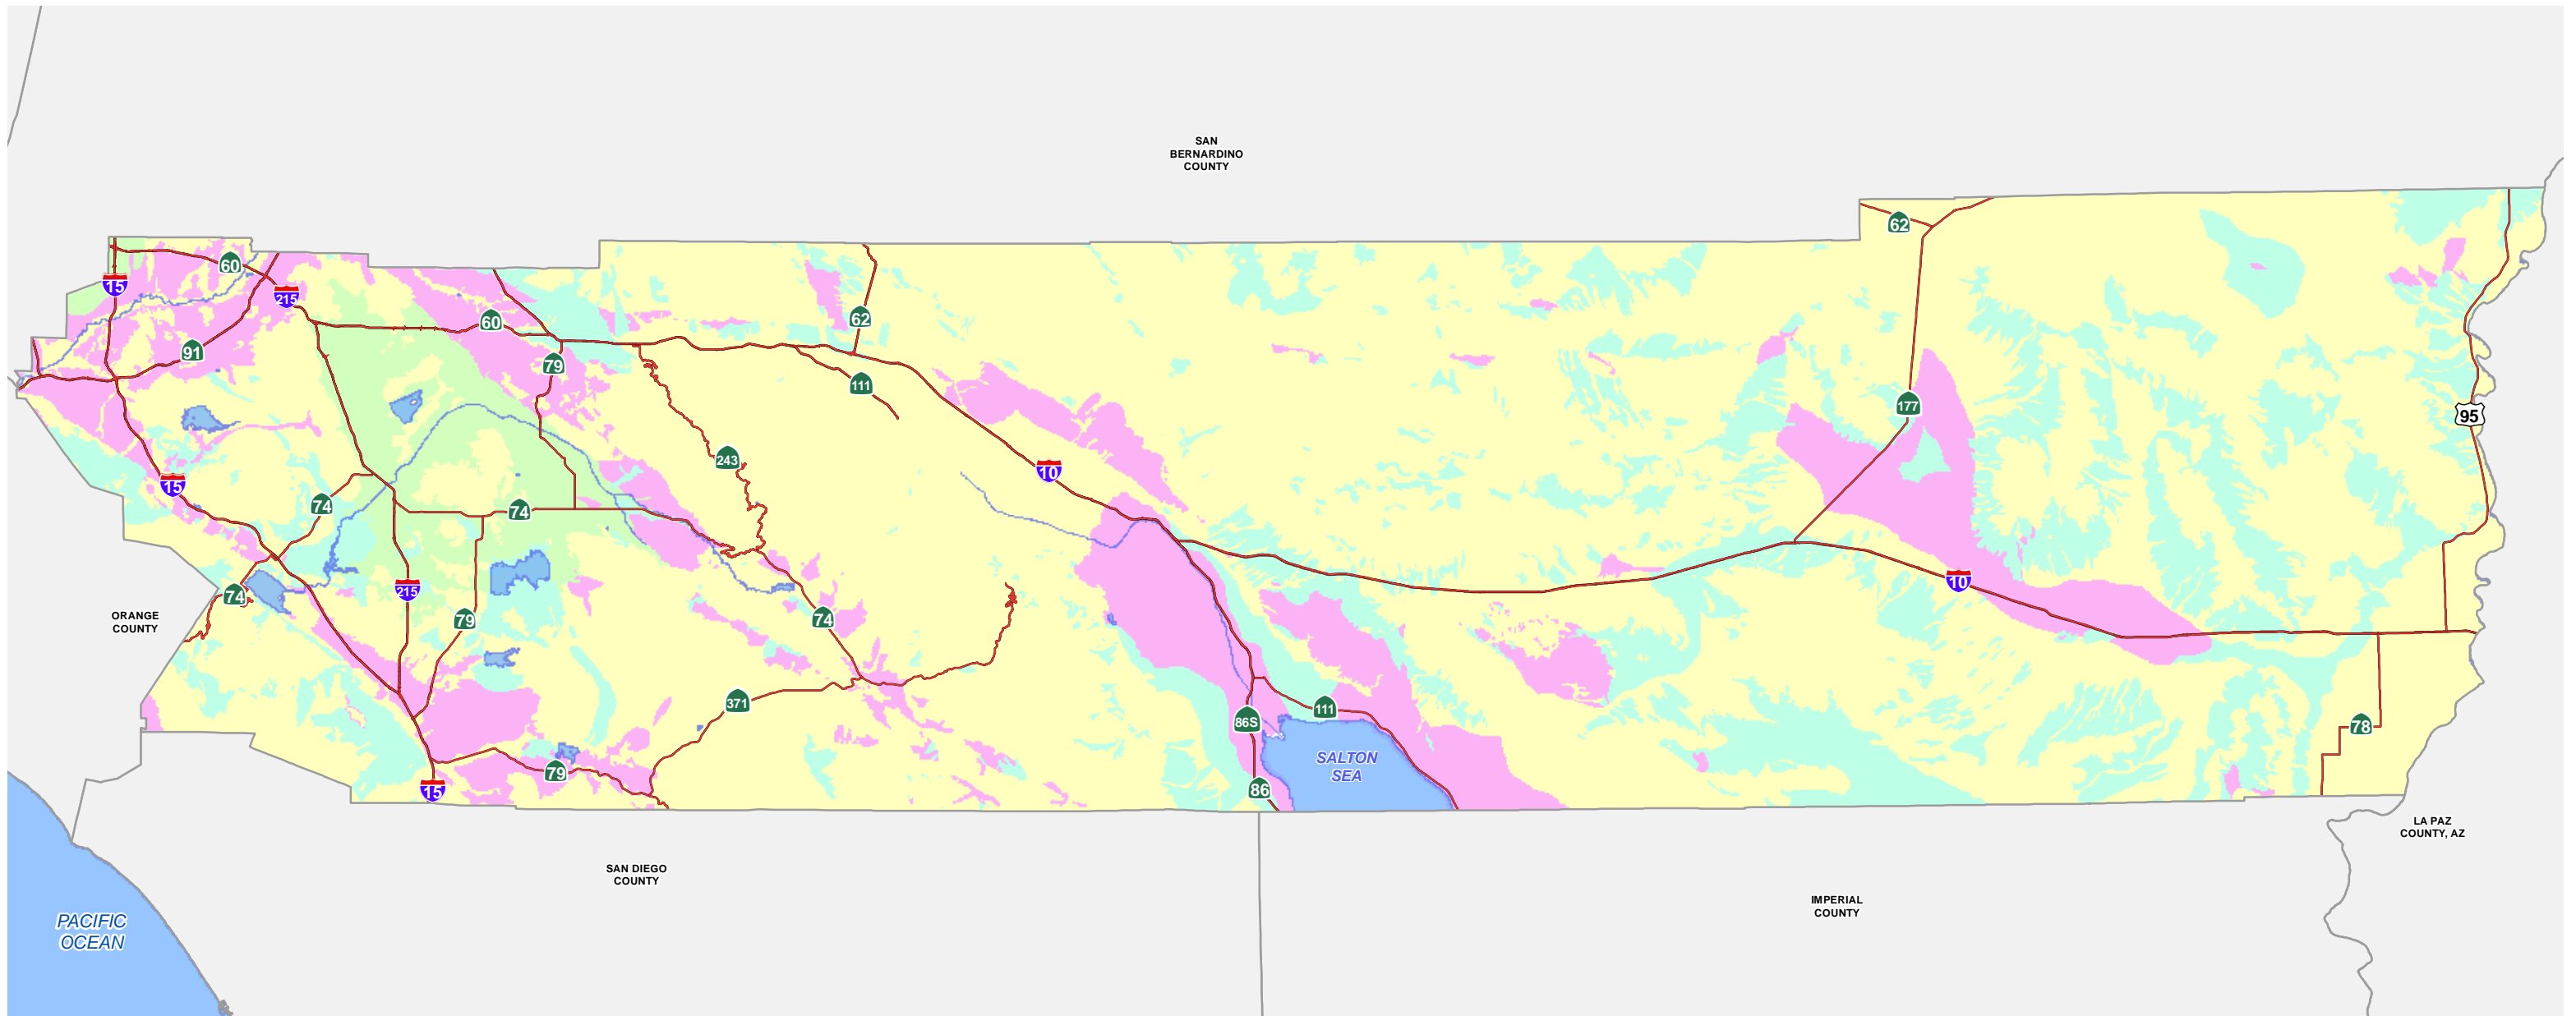 SAN
BERNARDINO
COUNTY
62
60
15
215
62
60
91
79
111
177
95
243
10
15
74
74
10
215
74
79
74
ORANGE
COUNTY
371
111
86S
78
SALTON
SEA
79
86
15
LA PAZ
COUNTY, AZ
SAN DIEGO
COUNTY
IMPERIAL
COUNTY
PACIFIC
OCEAN